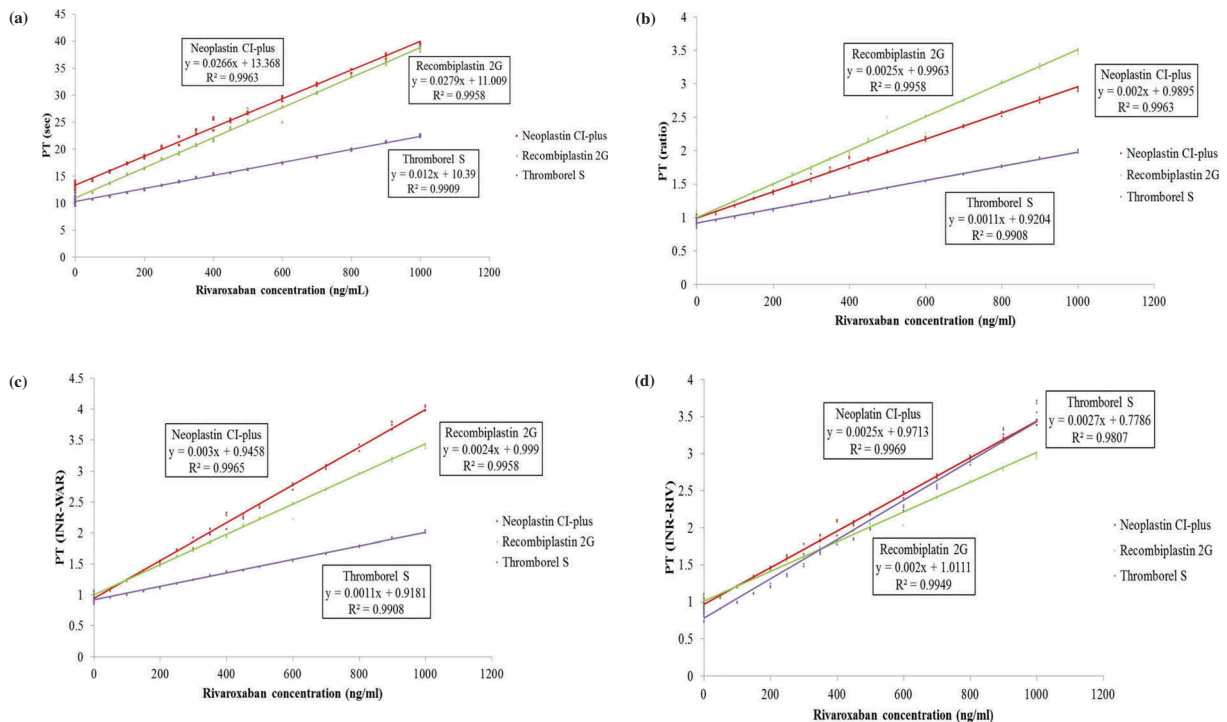 (a)
45
40
35
30
25
20
15
10
5
0
PT (sec)
Neoplastin CI-plus
y = 0.0266x + 13.368
R² = 0.9963
Recombiplastin 2G
y = 0.0279x + 11.009
R² = 0.9958
Thromborel S
y = 0.012x + 10.39
R² = 0.9909
Neoplastin CI-plus
Recombiplastin 2G
Thromborel S
0 200 400 600 800 1000 1200
Rivaroxaban concentration (ng/mL)
(b)
4
3.5
3
2.5
2
1.5
1
0.5
0
PT (ratio)
Recombiplastin 2G
y = 0.0025x + 0.9963
R² = 0.9958
Neoplastin CI-plus
y = 0.002x + 0.9895
R² = 0.9963
Thromborel S
y = 0.0011x + 0.9204
R² = 0.9908
Neoplastin CI-plus
Recombiplastin 2G
Thromborel S
0 200 400 600 800 1000 1200
Rivaroxaban concentration (ng/ml)
(c)
4.5
4
3.5
3
2.5
2
1.5
1
0.5
0
PT (INR-WAR)
Neoplastin CI-plus
y = 0.003x + 0.9458
R² = 0.9965
Recombiplastin 2G
y = 0.0024x + 0.999
R² = 0.9958
Thromborel S
y = 0.0011x + 0.9181
R² = 0.9908
Neoplastin CI-plus
Recombiplastin 2G
Thromborel S
0 200 400 600 800 1000 1200
Rivaroxaban concentration (ng/ml)
(d)
4
3.5
3
2.5
2
1.5
1
0.5
0
PT (INR-RIV)
Neoplatin CI-plus
y = 0.0025x + 0.9713
R² = 0.9969
Thromborel S
y = 0.0027x + 0.7786
R² = 0.9807
Recombiplatin 2G
y = 0.002x + 1.0111
R² = 0.9949
Neoplastin CI-plus
Recombiplastin 2G
Thromborel S
0 200 400 600 800 1000 1200
Rivaroxaban concentration (ng/ml)